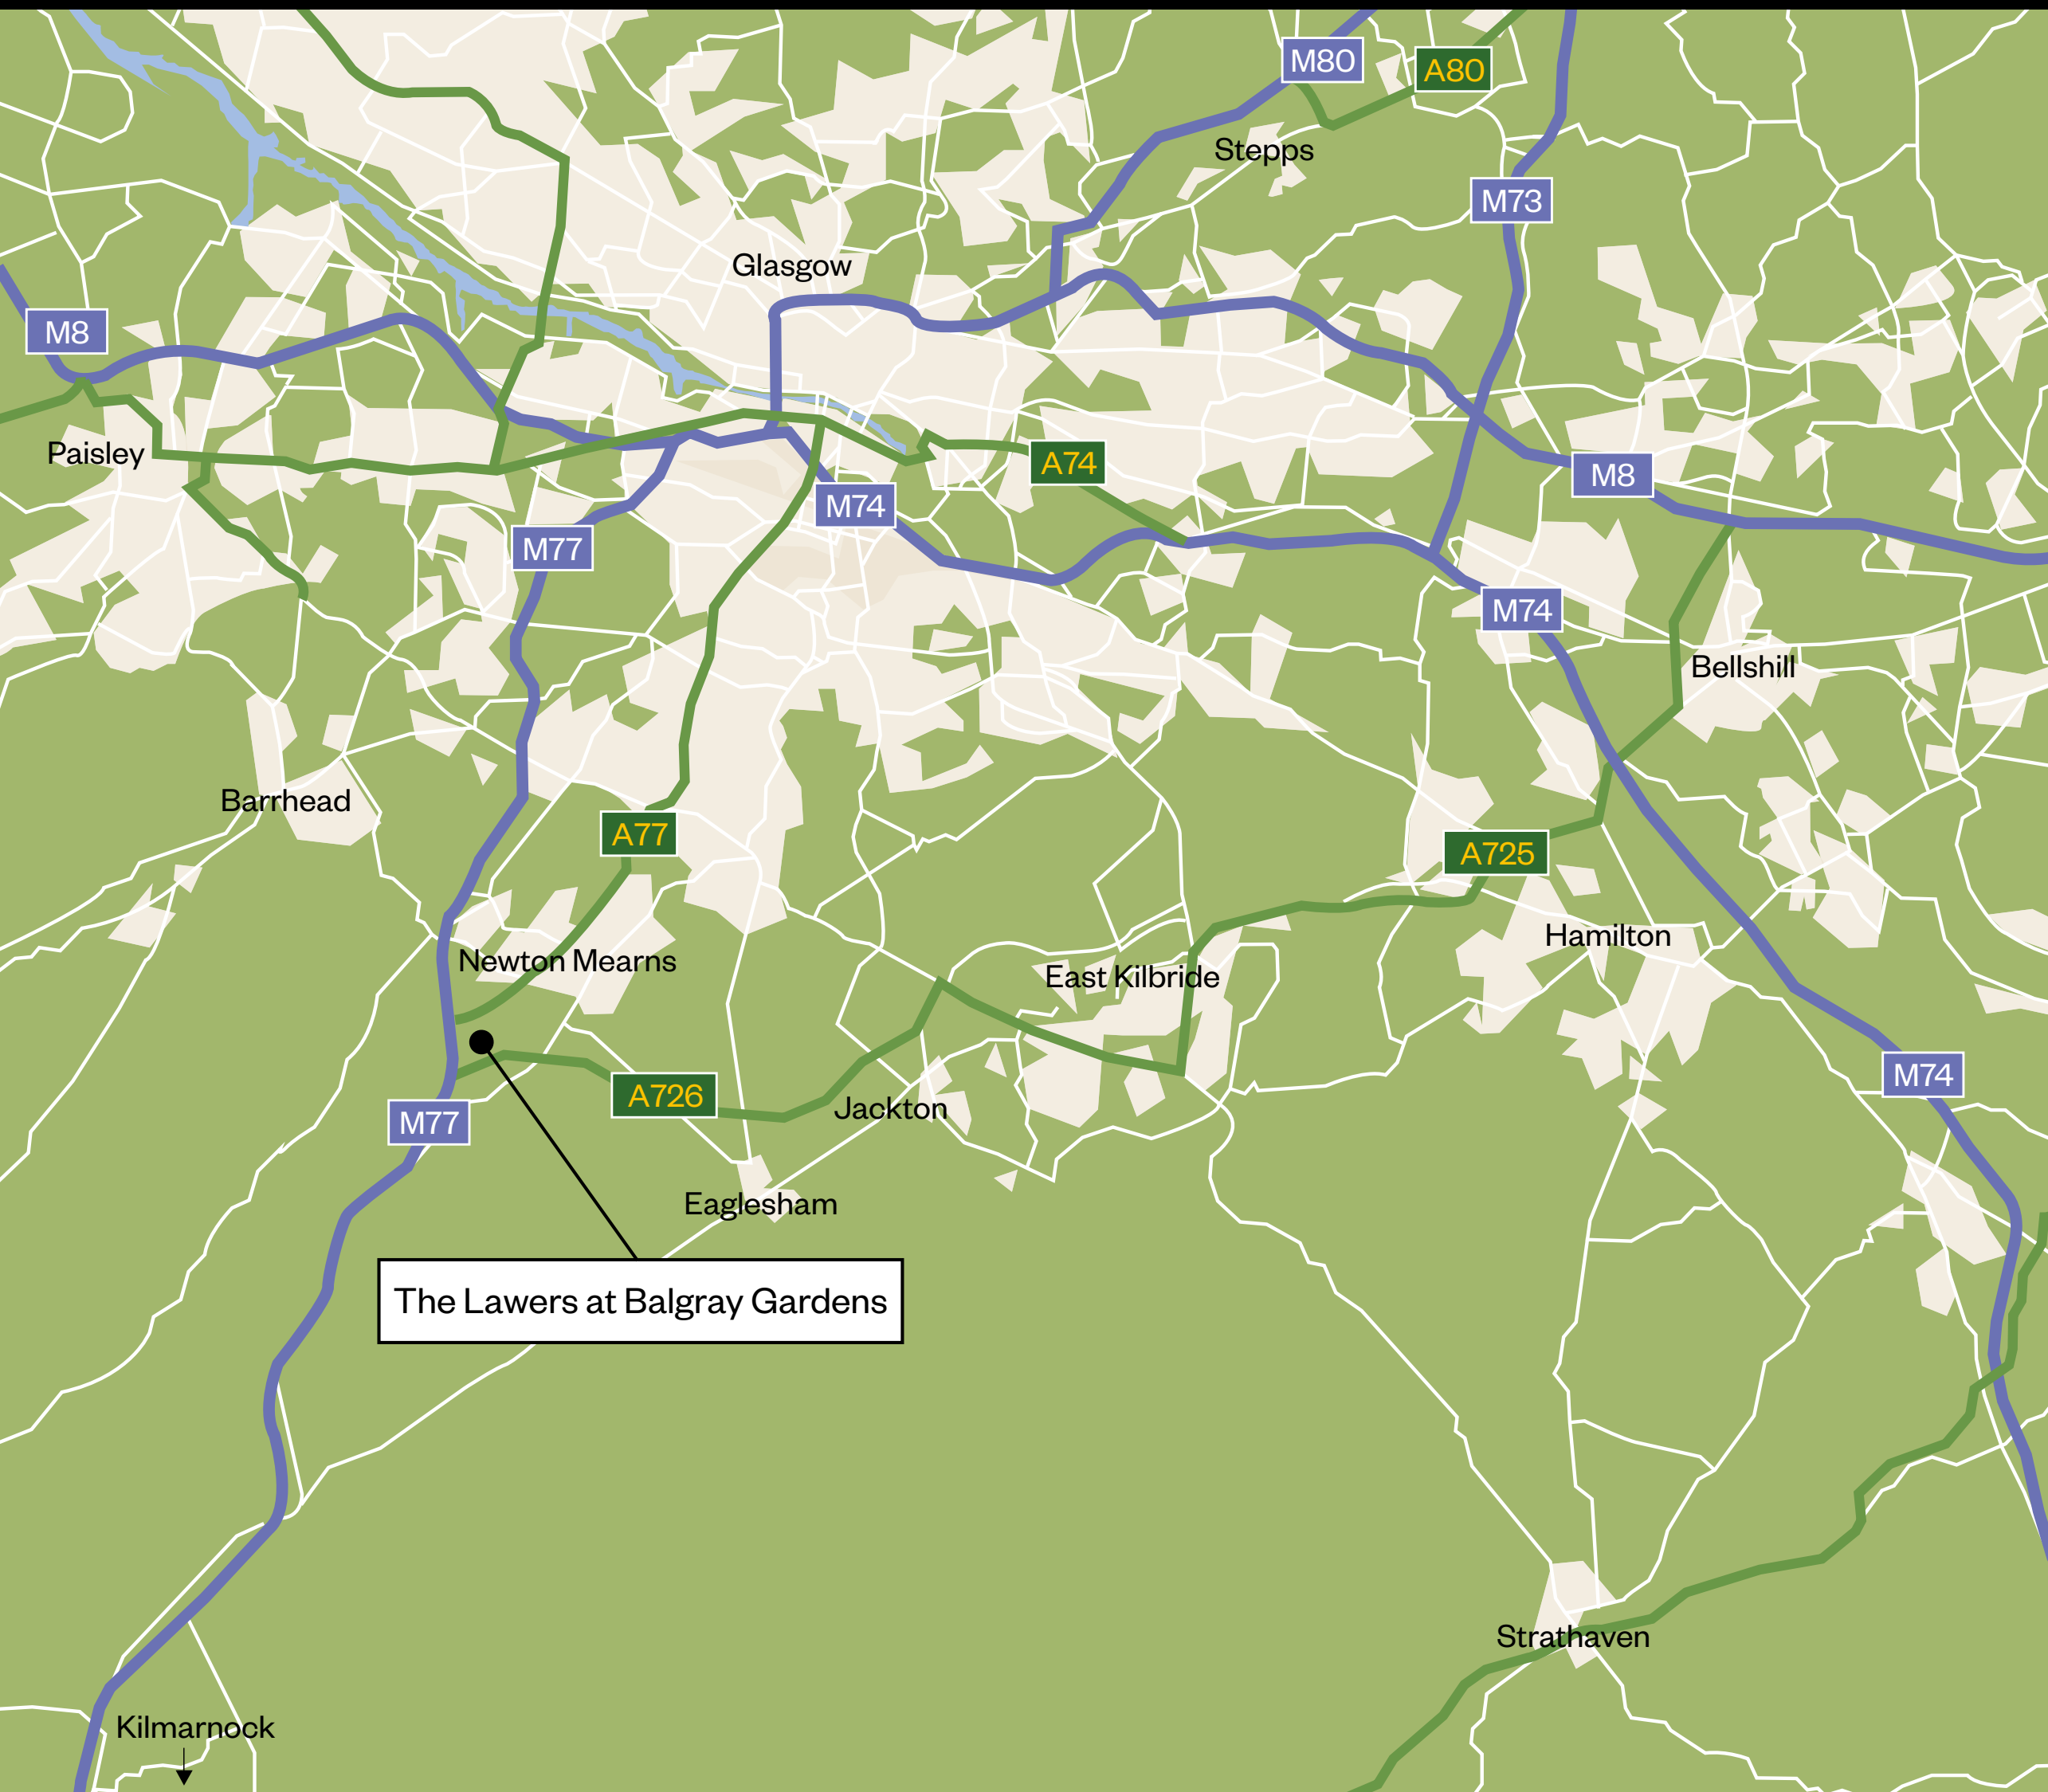 M80
A80
Stepps
M73
Glasgow
M8
Paisley
A74
M8
M74
M77
M74
Bellshill
Barrhead
A77
A725
Hamilton
Newton Mearns
East Kilbride
M74
A726
Jackton
M77
Eaglesham
The Lawers at Balgray Gardens
Strathaven
Kilmarnock